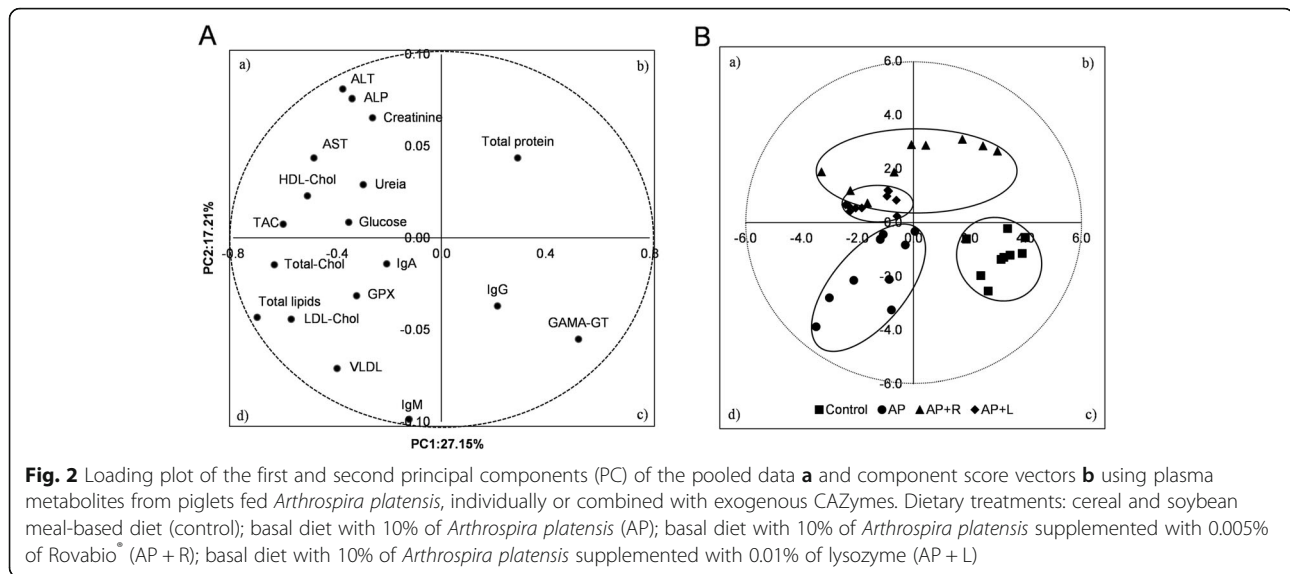 A
B
a)
0.10
b)
ALT
ALP
Creatinine
0.05
Total protein
AST
HDL-Chol
Ureia
TAC
Glucose
0.00
-0.8
-0.4
0.4
0.8
Total-Chol
IgA
GPX
IgG
Total lipids
LDL-Chol
-0.05
GAMA-GT
VLDL
IgM
-0.10
d)
c)
PC2:17.21%
PC1:27.15%
a)
6.0
b)
4.0
2.0
0.0
-6.0
-4.0
-2.0
0.0
2.0
4.0
6.0
-2.0
-4.0
-6.0
d)
c)
Control AP AP+R AP+L
Fig. 2 Loading plot of the first and second principal components (PC) of the pooled data a and component score vectors b using plasma
metabolites from piglets fed Arthrospira platensis, individually or combined with exogenous CAZymes. Dietary treatments: cereal and soybean
meal-based diet (control); basal diet with 10% of Arthrospira platensis (AP); basal diet with 10% of Arthrospira platensis supplemented with 0.005%
of Rovabio® (AP + R); basal diet with 10% of Arthrospira platensis supplemented with 0.01% of lysozyme (AP + L)